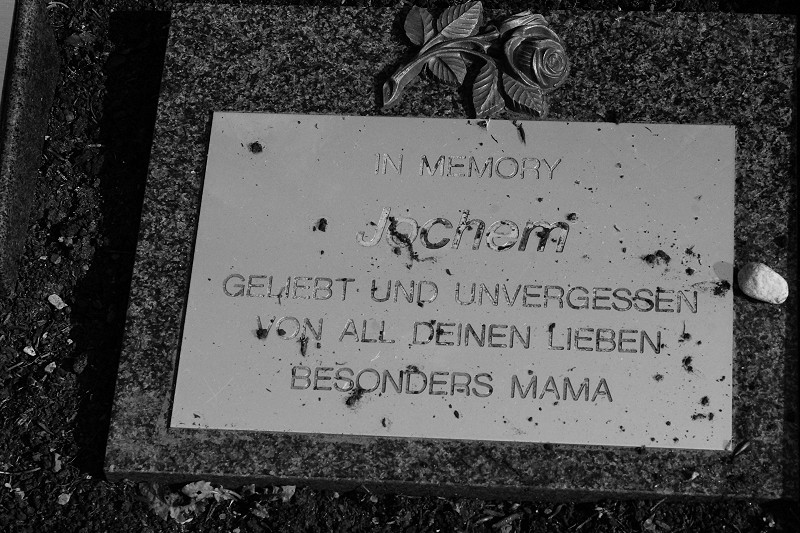 IN MEMORY
Jochem
GELIEBT UND UNVERGESSEN
VON ALL DEINEN LIEBEN
BESONDERS MAMA